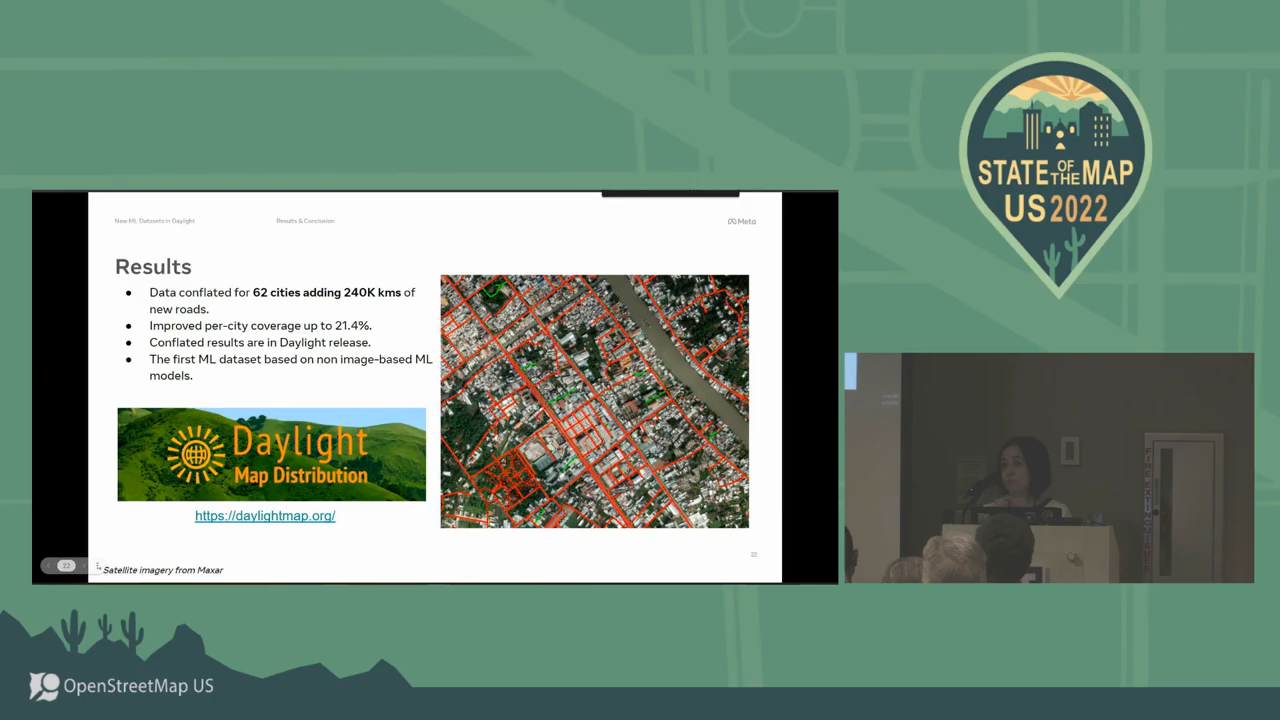 New ML Datasets in Daylight
Results & Conclusion
Meta
Results
● Data conflated for 62 cities adding 240K kms of
new roads.
● Improved per-city coverage up to 21.4%.
● Conflated results are in Daylight release.
● The first ML dataset based on non image-based ML
models.
Daylight
Map Distribution
https://daylightmap.org/
22
22
Satellite imagery from Maxar
STATE OF THE MAP
US 2022
FIRE EXIT
OpenStreetMap US